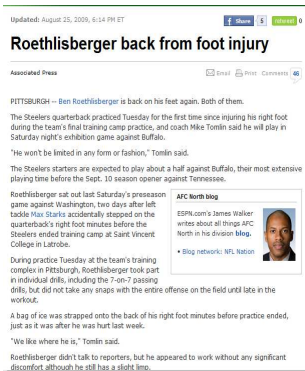 Updated: August 25, 2009, 6:14 PM ET
Share 5 retweet 0
Roethlisberger back from foot injury
Associated Press
Email Print Comments 46
PITTSBURGH -- Ben Roethlisberger is back on his feet again. Both of them.
The Steelers quarterback practiced Tuesday for the first time since injuring his right foot
during the team's final training camp practice, and coach Mike Tomlin said he will play in
Saturday night's exhibition game against Buffalo.
"He won't be limited in any form or fashion," Tomlin said.
The Steelers starters are expected to play about a half against Buffalo, their most extensive
playing time before the Sept. 10 season opener against Tennessee.
Roethlisberger sat out last Saturday's preseason
game against Washington, two days after left
tackle Max Starks accidentally stepped on the
quarterback's right foot minutes before the
Steelers ended training camp at Saint Vincent
College in Latrobe.
AFC North blog
ESPN.com's James Walker
writes about all things AFC
North in his division blog.
• Blog network: NFL Nation
During practice Tuesday at the team's training
complex in Pittsburgh, Roethlisberger took part
in individual drills, including the 7-on-7 passing
drills, but did not take any snaps with the entire offense on the field until late in the
workout.
A bag of ice was strapped onto the back of his right foot minutes before practice ended,
just as it was after he was hurt last week.
"We like where he is," Tomlin said.
Roethlisberger didn't talk to reporters, but he appeared to work without any significant
discomfort although he still has a slight limp.